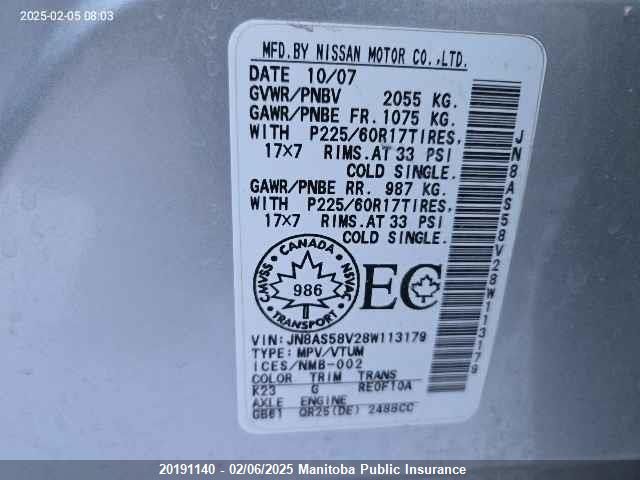 2025-02-05 08:03
MFD.BY NISSAN MOTOR CO.,LTD.
DATE 10/07
GVWR/PNBV 2055 KG.
GAWR/PNBE FR. 1075 KG.
WITH P225/60R17TIRES,
17X7 RIMS.AT 33 PSI
COLD SINGLE.
GAWR/PNBE RR. 987 KG.
WITH P225/60R17TIRES,
17X7 RIMS.AT 33 PSI
COLD SINGLE.
JN8AS58V28W113179
CANADA
CMVSS
NSVAC
986
EC
VIN:JN8AS58V28W113179
TYPE:MPV/VTUM
ICES/NMB-002
COLOR TRIM TRANS
K23 G RE0F10A
AXLE ENGINE
GB61 QR25(DE) 2488CC
20191140 - 02/06/2025 Manitoba Public Insurance